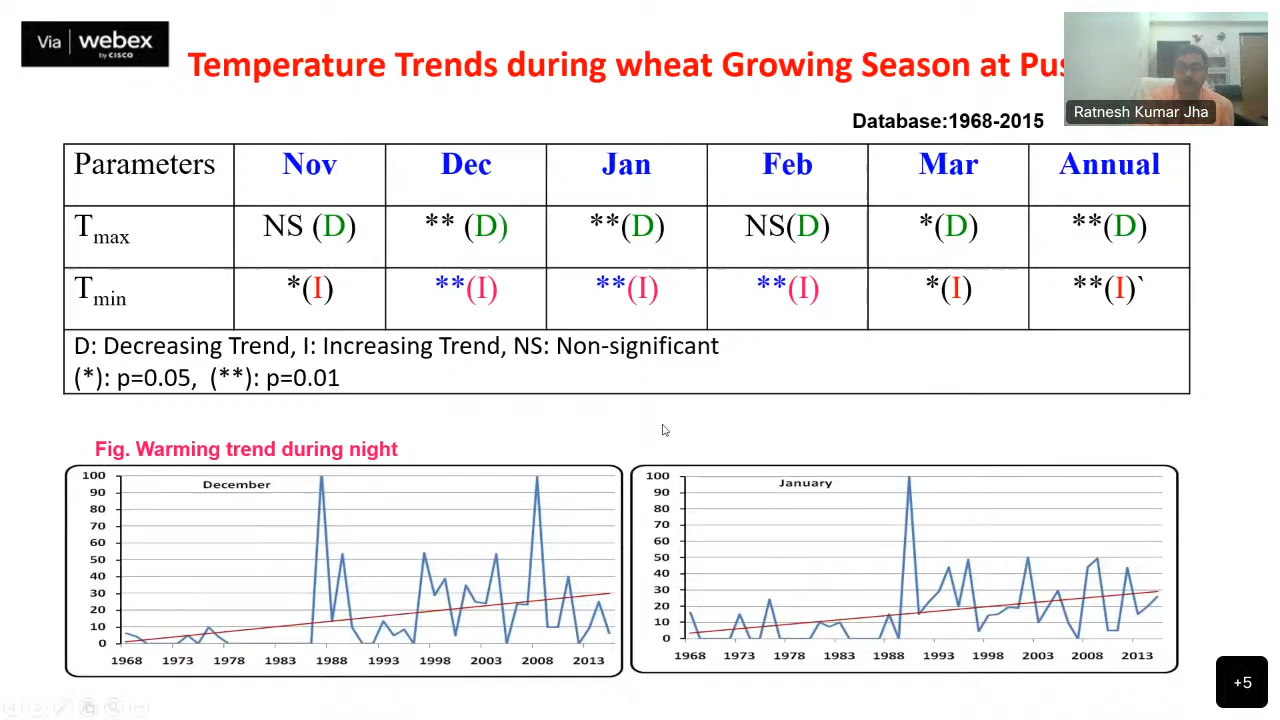 Via webex
by CISCO
Temperature Trends during wheat Growing Season at Pus
Ratnesh Kumar Jha
Database:1968-2015
Parameters Nov Dec Jan Feb Mar Annual
Tmax NS (D) ** (D) **(D) NS(D) *(D) **(D)
Tmin *(I) **(I) **(I) **(I) *(I) **(I)`
D: Decreasing Trend, I: Increasing Trend, NS: Non-significant
(*): p=0.05, (**): p=0.01
Fig. Warming trend during night
December
100
90
80
70
60
50
40
30
20
10
0
1968 1973 1978 1983 1988 1993 1998 2003 2008 2013
January
100
90
80
70
60
50
40
30
20
10
0
1968 1973 1978 1983 1988 1993 1998 2003 2008 2013
+5